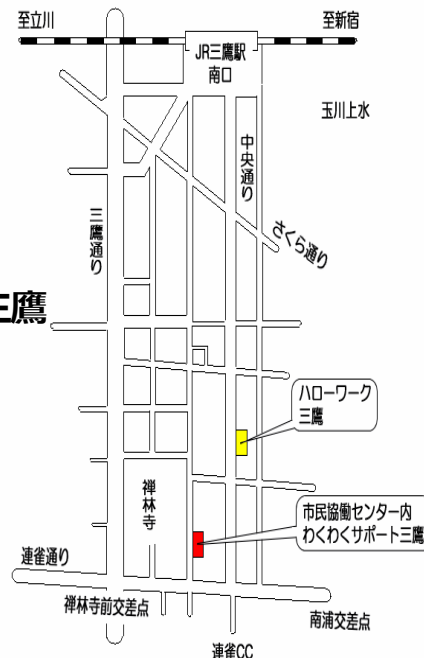 至立川
至新宿
JR三鷹駅
南口
玉川上水
中央通り
さくら通り
三鷹通り
三鷹
ハローワーク
三鷹
禅林寺
市民協働センター内
わくわくサポート三鷹
連雀通り
禅林寺前交差点
南浦交差点
連雀CC